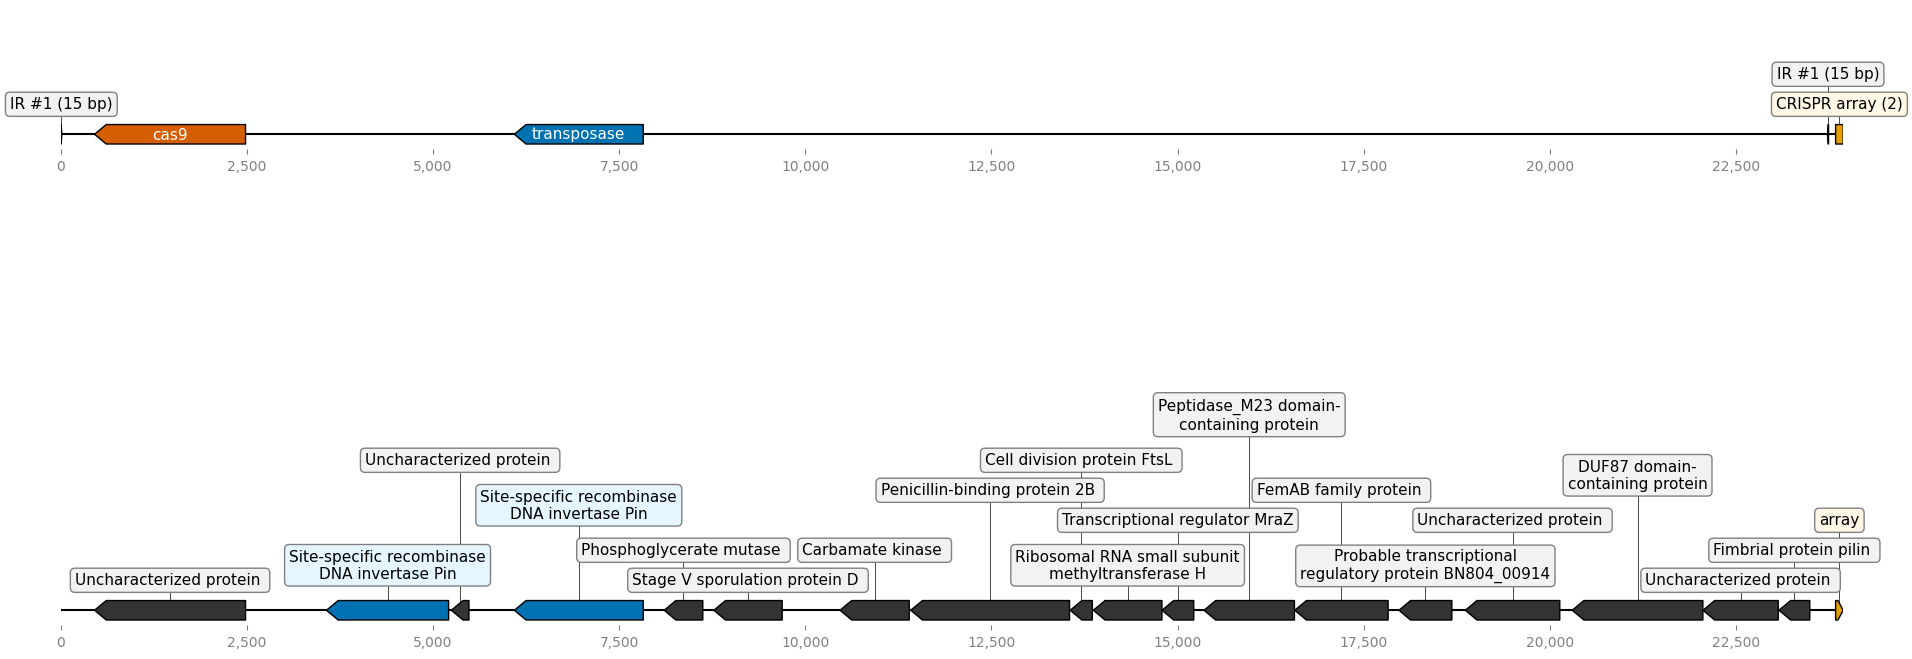 IR #1 (15 bp)
IR #1 (15 bp)
CRISPR array (2)
cas9
transposase
0
2,500
5,000
7,500
10,000
12,500
15,000
17,500
20,000
22,500
Peptidase_M23 domain-
containing protein
Uncharacterized protein
Cell division protein FtsL
DUF87 domain-
containing protein
Site-specific recombinase
DNA invertase Pin
Penicillin-binding protein 2B
FemAB family protein
Transcriptional regulator MraZ
Uncharacterized protein
array
Site-specific recombinase
DNA invertase Pin
Phosphoglycerate mutase
Carbamate kinase
Ribosomal RNA small subunit
methyltransferase H
Probable transcriptional
regulatory protein BN804_00914
Fimbrial protein pilin
Uncharacterized protein
Stage V sporulation protein D
Uncharacterized protein
0
2,500
5,000
7,500
10,000
12,500
15,000
17,500
20,000
22,500